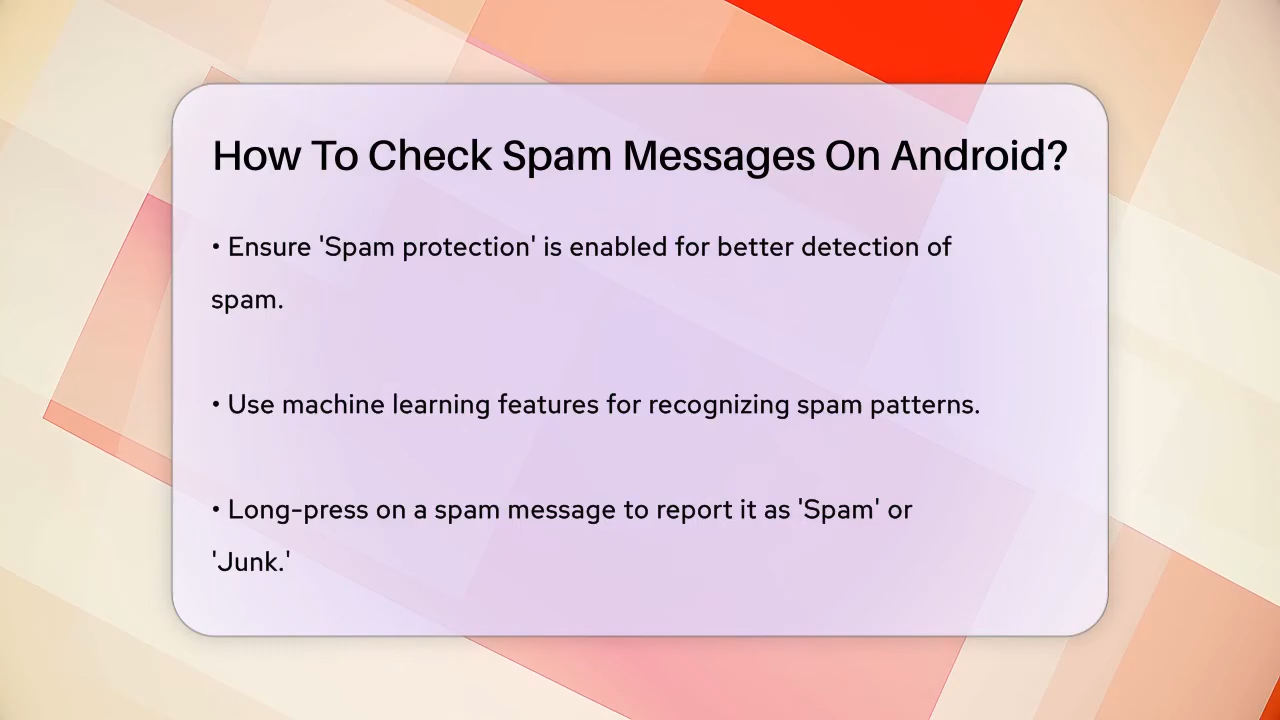 How To Check Spam Messages On Android?
• Ensure 'Spam protection' is enabled for better detection of
spam.
• Use machine learning features for recognizing spam patterns.
• Long-press on a spam message to report it as 'Spam' or
'Junk.'